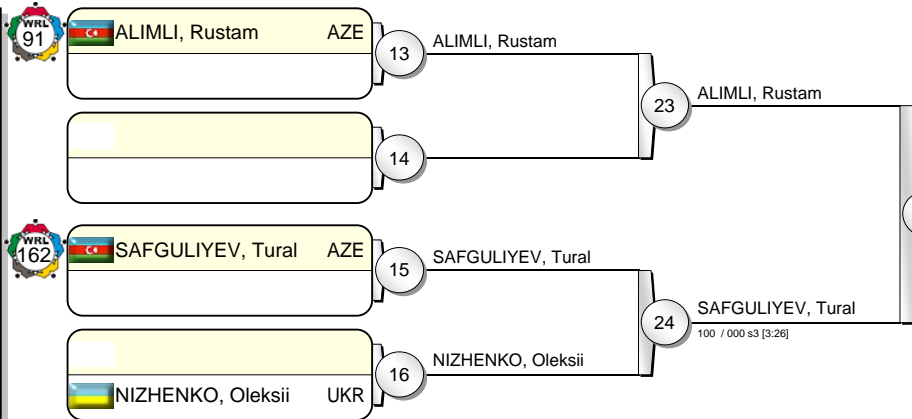 WRL
91
ALIMLI, Rustam AZE
13
ALIMLI, Rustam
23
ALIMLI, Rustam
14
WRL
162
SAFGULIYEV, Tural AZE
15
SAFGULIYEV, Tural
24
SAFGULIYEV, Tural
100 / 000 s3 [3:26]
16
NIZHENKO, Oleksii
NIZHENKO, Oleksii UKR